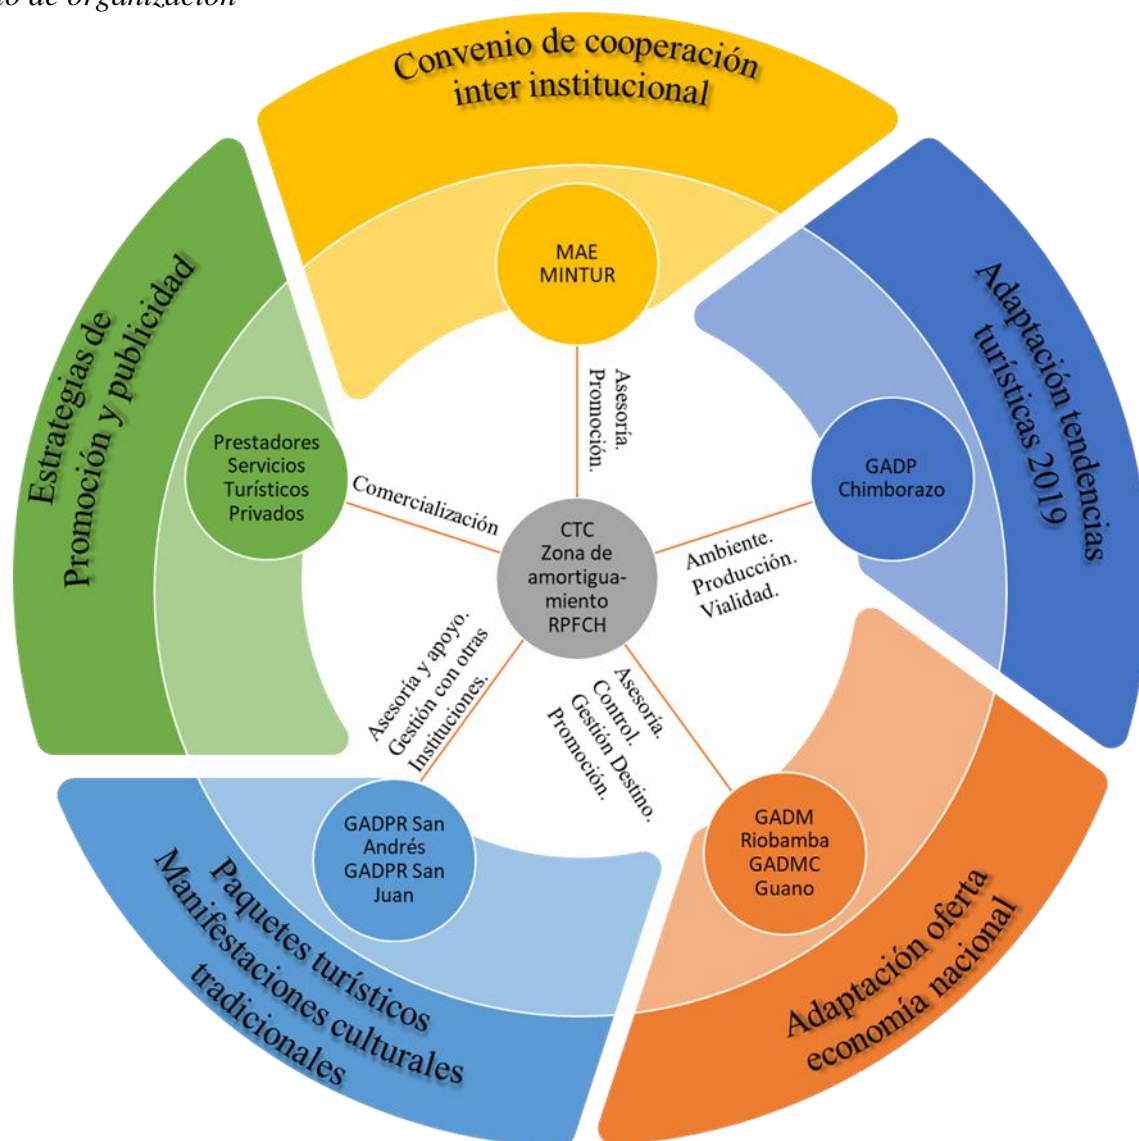 de organización
Convenio de cooperación
inter institucional
MAE
MINTUR
Asesoría.
Promoción.
Adaptación tendencias
turísticas 2019
GADP
Chimborazo
Ambiente.
Producción.
Vialidad.
Adaptación oferta
economía nacional
GADM
Riobamba
GADMC
Guano
Asesoría.
Control.
Gestión Destino.
Promoción.
Paquetes turísticos
Manifestaciones culturales
tradicionales
GADPR San
Andrés
GADPR San
Juan
Asesoría y apoyo.
Gestión con otras
Instituciones.
Estrategias de
Promoción y publicidad
Prestadores
Servicios
Turísticos
Privados
Comercialización
CTC
Zona de
amortigua-
miento
RPFCH